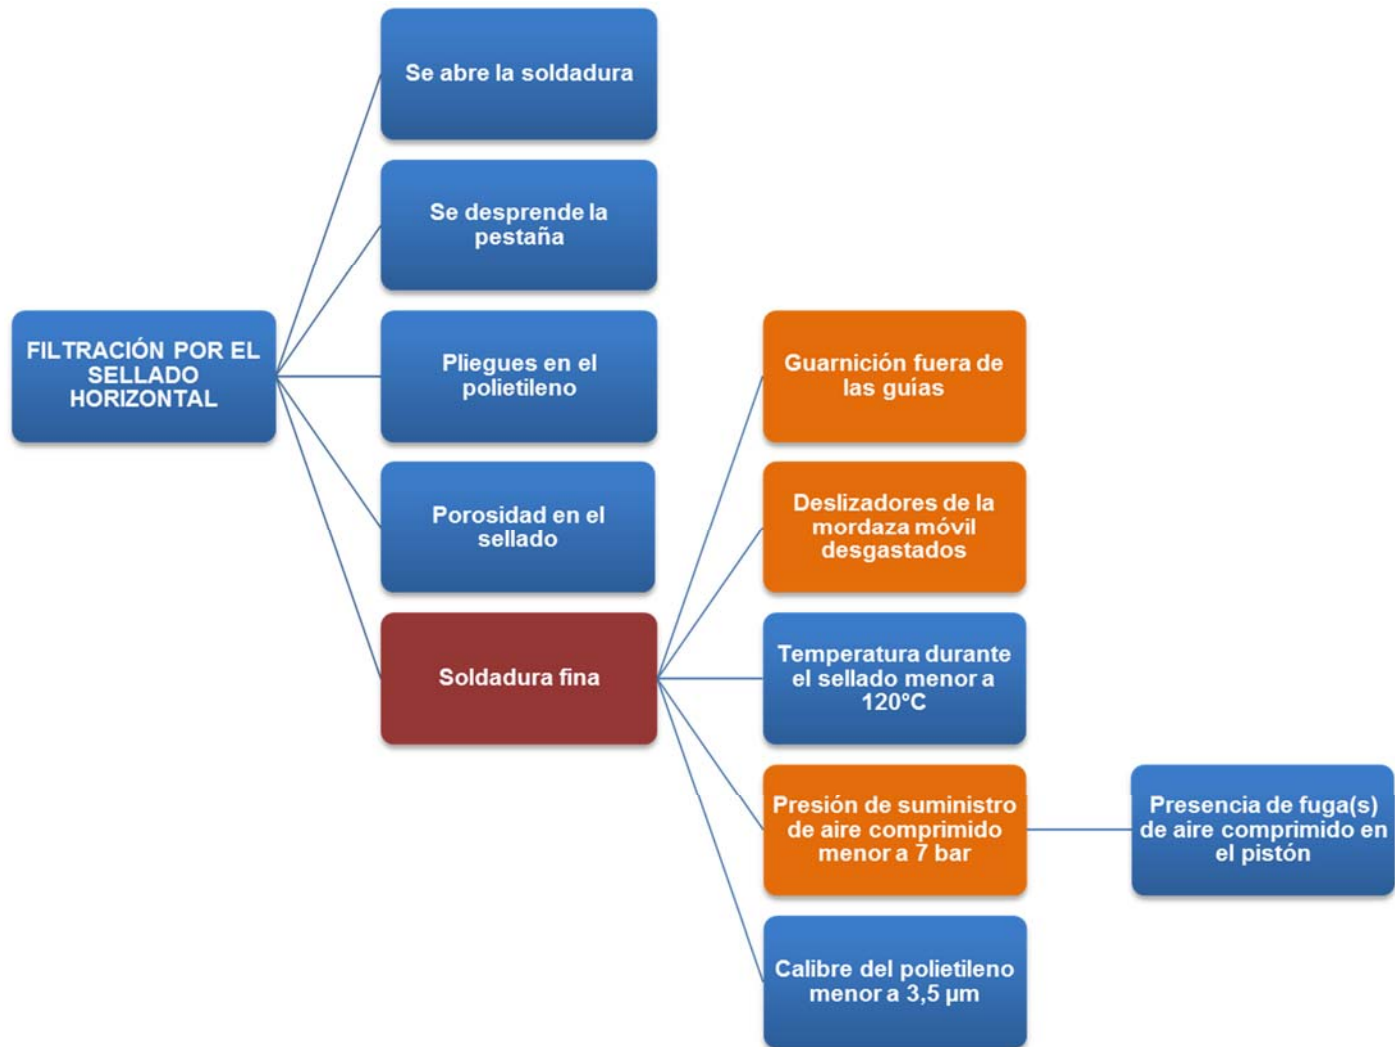 Se abre la soldadura
Se desprende la
pestaña
FILTRACIÓN POR EL
SELLADO
HORIZONTAL
Pliegues en el
polietileno
Guarnición fuera de
las guías
Porosidad en el
sellado
Deslizadores de la
mordaza móvil
desgastados
Soldadura fina
Temperatura durante
el sellado menor a
120°C
Presión de suministro
de aire comprimido
menor a 7 bar
Presencia de fuga(s)
de aire comprimido en
el pistón
Calibre del polietileno
menor a 3,5 µm